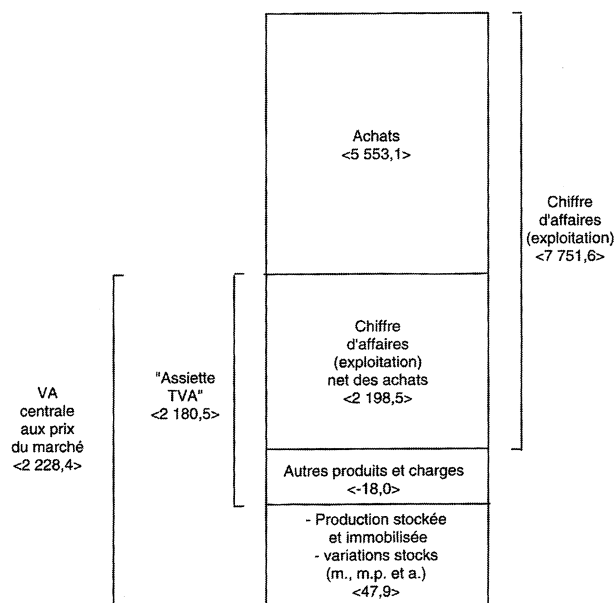 Achats
<5 553,1>
Chiffre
d'affaires
(exploitation)
<7 751,6>
Chiffre
d'affaires
(exploitation)
net des achats
<2 198,5>
"Assiette
TVA"
<2 180,5>
VA
centrale
aux prix
du marché
<2 228,4>
Autres produits et charges
<-18,0>
- Production stockée
et immobilisée
- variations stocks
(m., m.p. et a.)
<47,9>